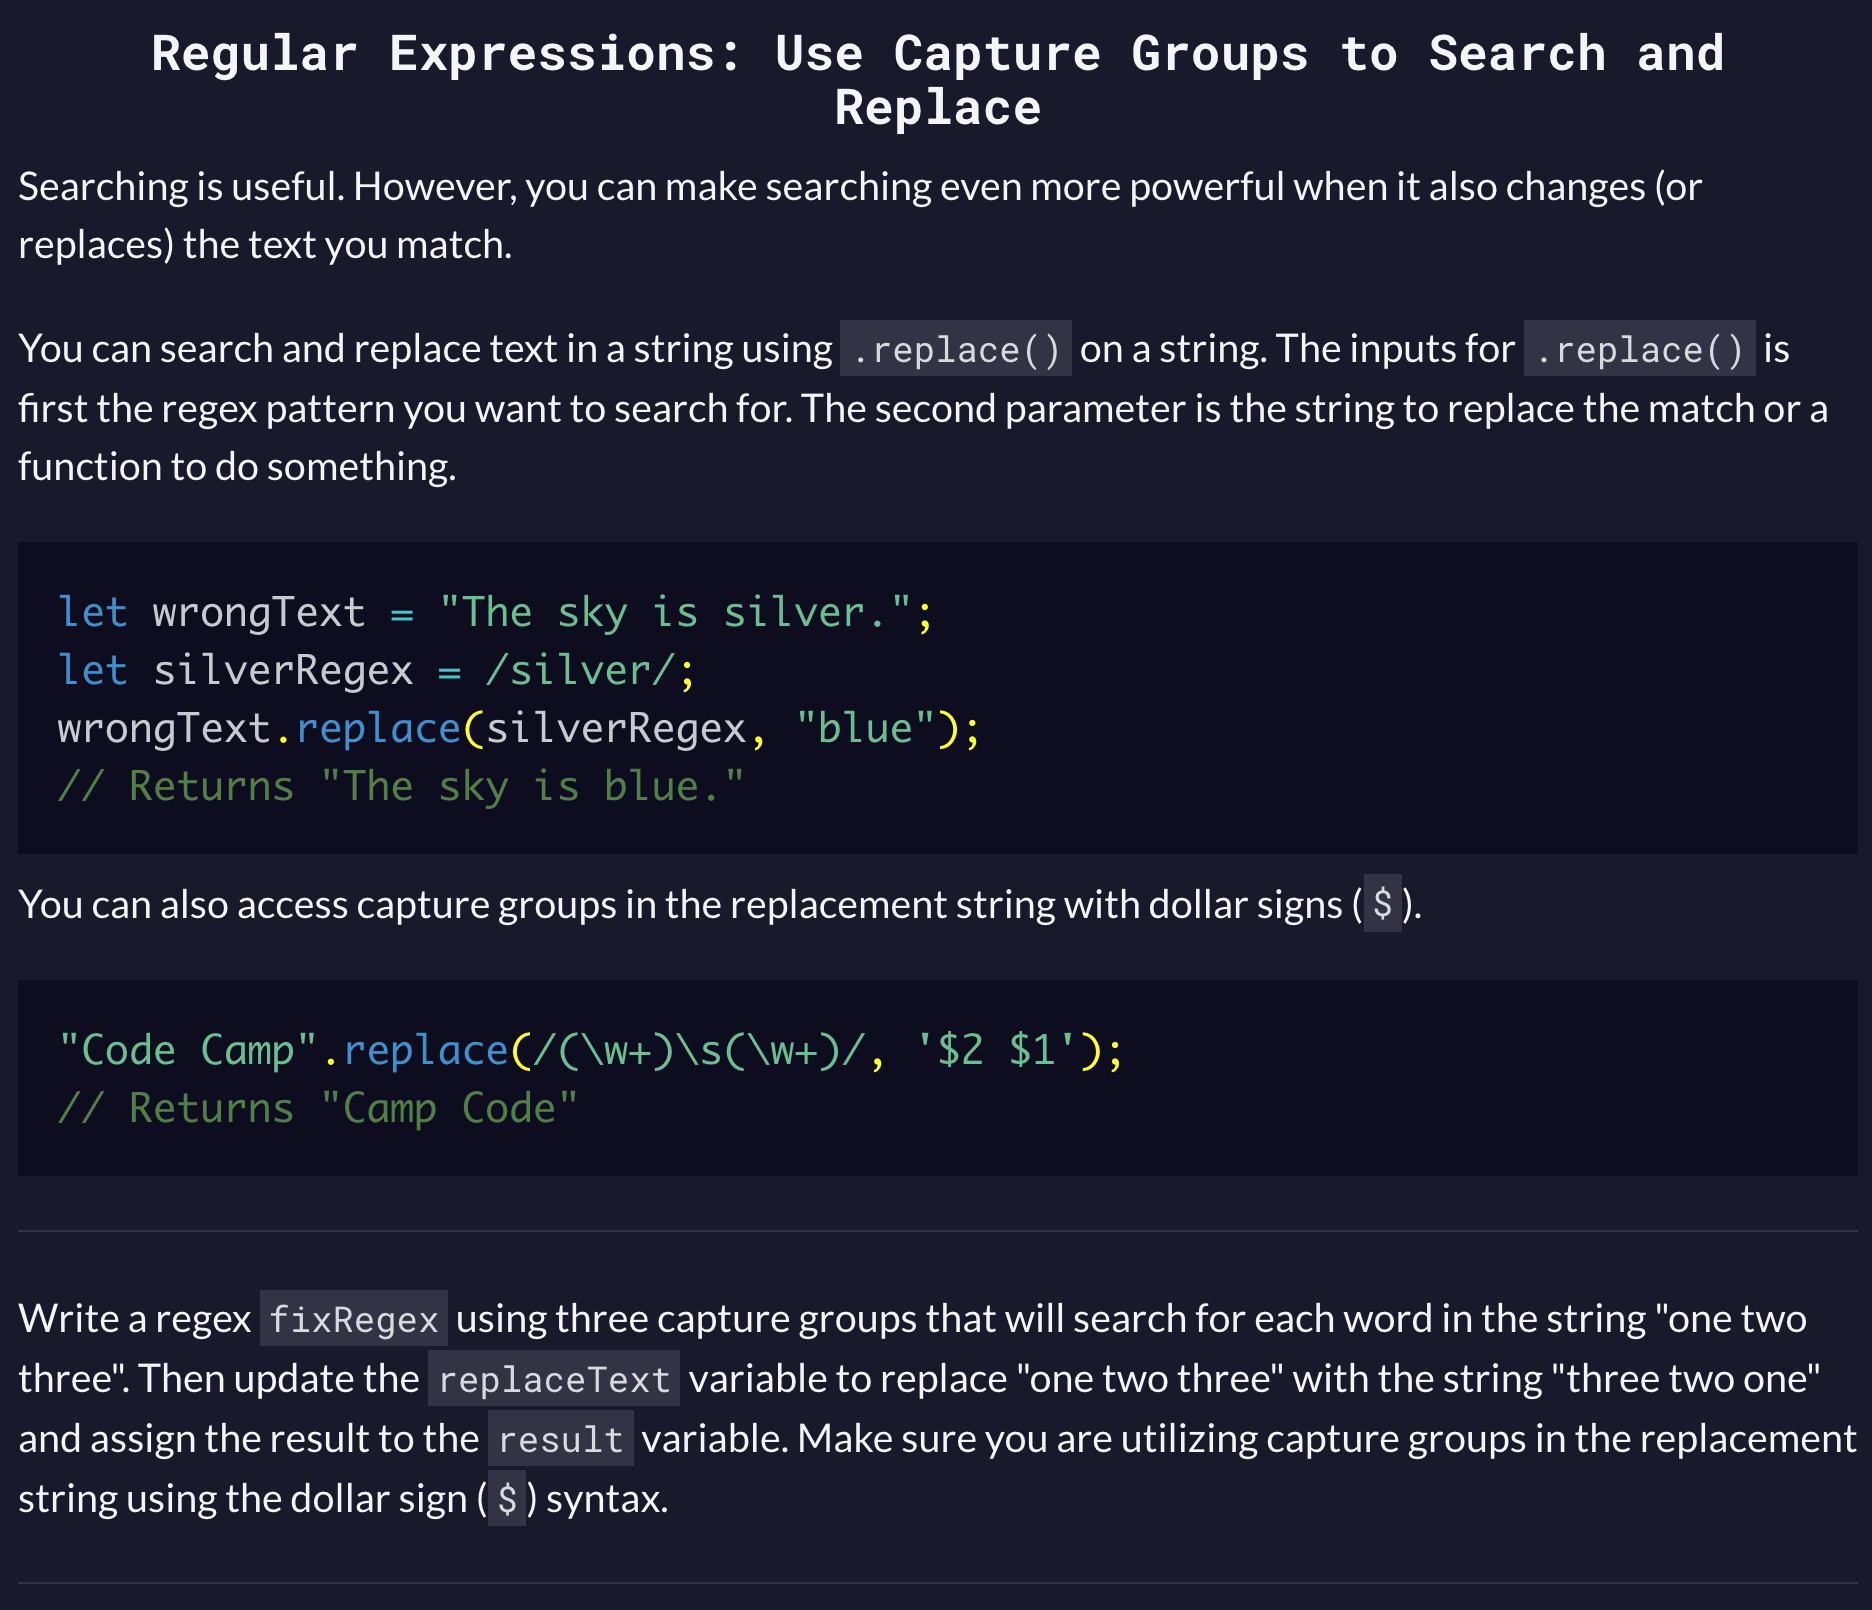 Regular Expressions: Use Capture Groups to Search and
Replace
Searching is useful. However, you can make searching even more powerful when it also changes (or
replaces) the text you match.
You can search and replace text in a string using .replace() on a string. The inputs for .replace() is
first the regex pattern you want to search for. The second parameter is the string to replace the match or a
function to do something.
let wrongText = "The sky is silver.";
let silverRegex = /silver/;
wrongText.replace(silverRegex, "blue");
// Returns "The sky is blue."
You can also access capture groups in the replacement string with dollar signs ($).
"Code Camp".replace(/(\w+)\s(\w+)/, '$2 $1');
// Returns "Camp Code"
Write a regex fixRegex using three capture groups that will search for each word in the string "one two
three". Then update the replaceText variable to replace "one two three" with the string "three two one"
and assign the result to the result variable. Make sure you are utilizing capture groups in the replacement
string using the dollar sign ($) syntax.